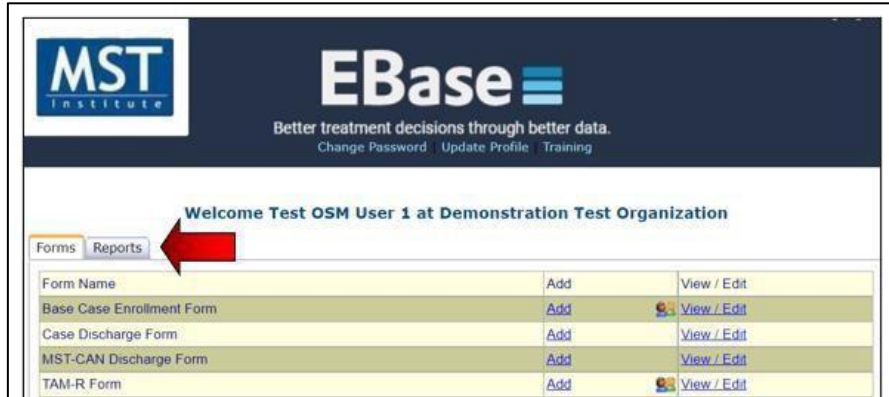 MST
Institute
EBase
Better treatment decisions through better data.
Change Password | Update Profile | Training
Welcome Test OSM User 1 at Demonstration Test Organization
Forms Reports
Form Name Add View / Edit
Base Case Enrollment Form Add View / Edit
Case Discharge Form Add View / Edit
MST-CAN Discharge Form Add View / Edit
TAM-R Form Add View / Edit